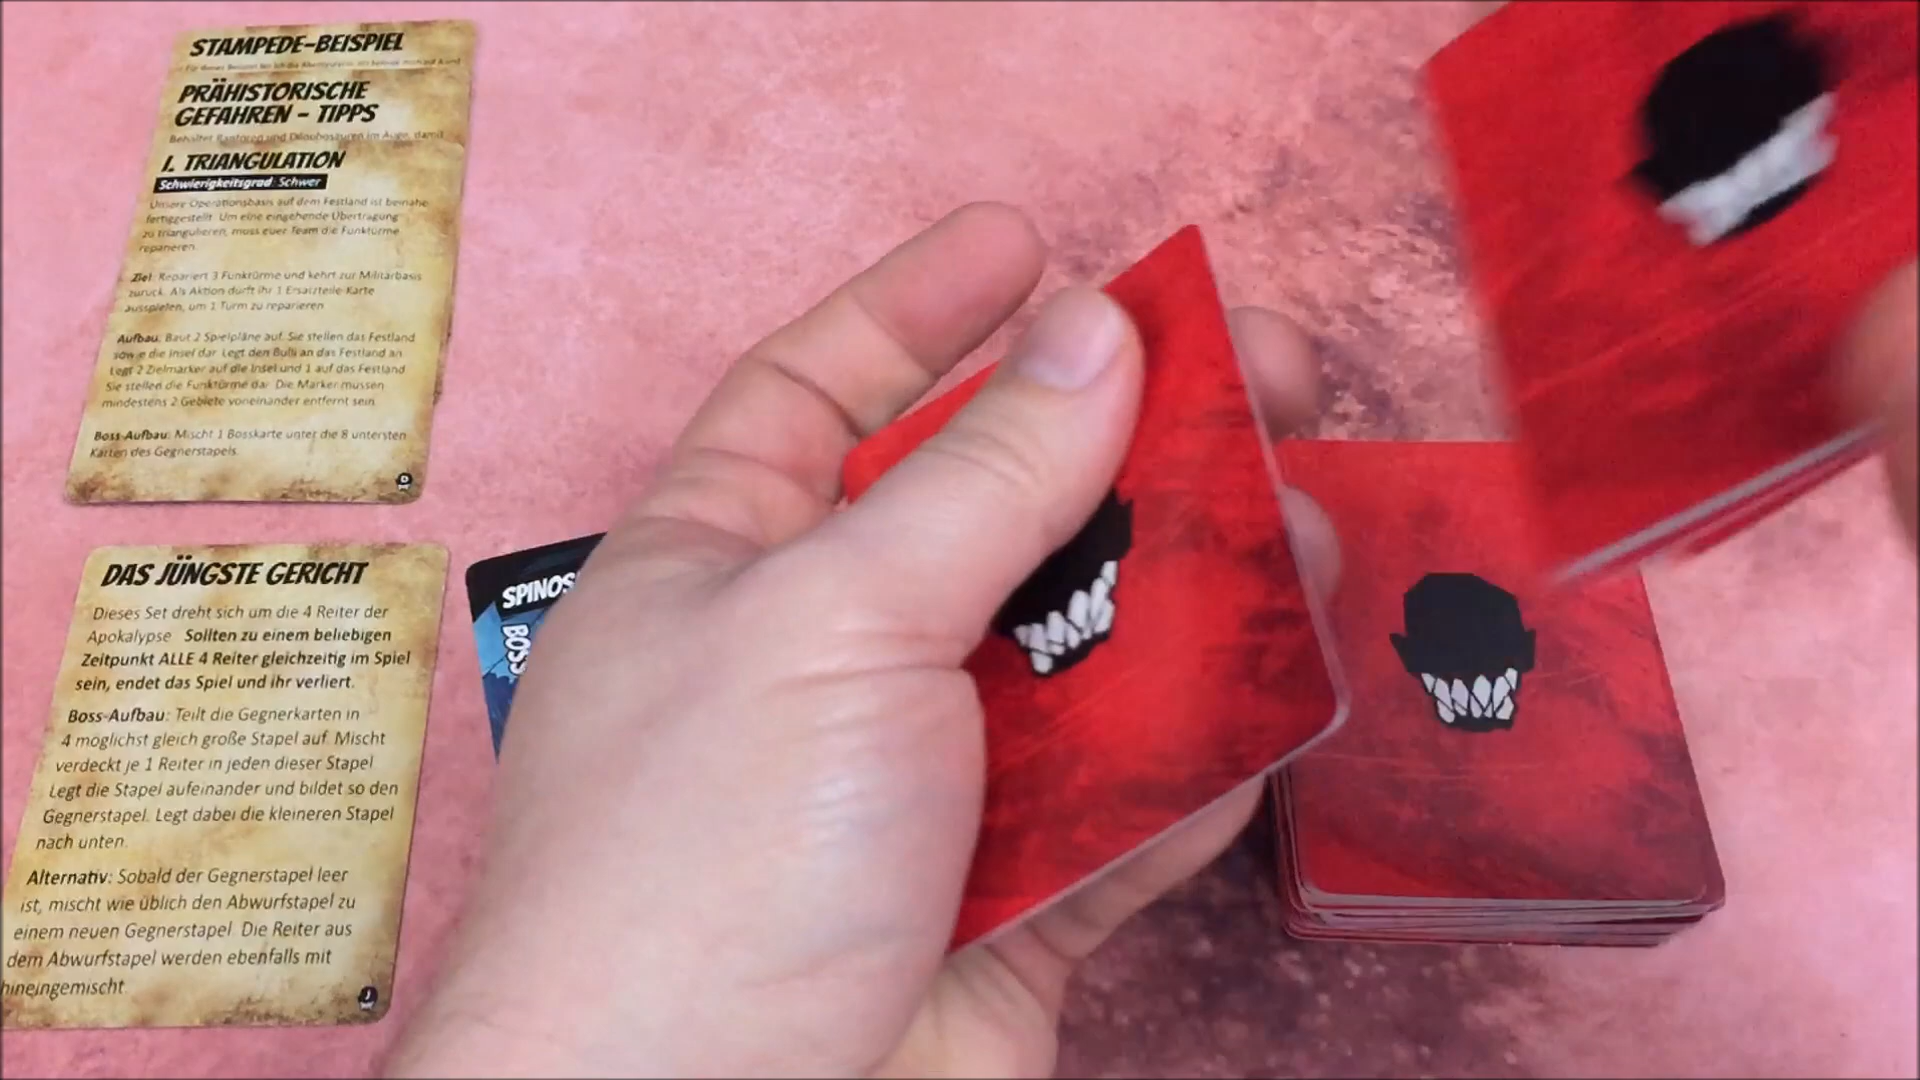 STAMPEDE-BEISPIEL
PRÄHISTORISCHE
GEFAHREN - TIPPS
Behaltet Raptoren und Dilophosaurier im Auge, damit
1. TRIANGULATION
Schwierigkeitsgrad: Schwer
Unsere Operationsbasis auf dem Festland ist beinahe
fertiggestellt. Um eine eingehende Übertragung
zu triangulieren, muss euer Team die Funktürme
reparieren.
Ziel: Repariert 3 Funktürme und kehrt zur Militärbasis
zurück. Als Aktion dürft ihr 1 Ersatzteile-Karte
ausspielen, um 1 Turm zu reparieren
Aufbau: Baut 2 Spielpläne auf. Sie stellen das Festland
sowie die Insel dar. Legt den Bulli an das Festland an.
Legt 2 Zielmarker auf die Insel und 1 auf das Festland
Sie stellen die Funktürme dar. Die Marker müssen
mindestens 2 Gebiete voneinander entfernt sein.
Boss-Aufbau: Mischt 1 Bosskarte unter die 8 untersten
Karten des Gegnerstapels.
DAS JÜNGSTE GERICHT
Dieses Set dreht sich um die 4 Reiter der
Apokalypse. Sollten zu einem beliebigen
Zeitpunkt ALLE 4 Reiter gleichzeitig im Spiel
sein, endet das Spiel und ihr verliert.
Boss-Aufbau: Teilt die Gegnerkarten in
4 möglichst gleich große Stapel auf. Mischt
verdeckt je 1 Reiter in jeden dieser Stapel
Legt die Stapel aufeinander und bildet so den
Gegnerstapel. Legt dabei die kleineren Stapel
nach unten.
Alternativ: Sobald der Gegnerstapel leer
ist, mischt wie üblich den Abwurfstapel zu
einem neuen Gegnerstapel. Die Reiter aus
dem Abwurfstapel werden ebenfalls mit
hineingemischt.
J
SPINOS
BOSS